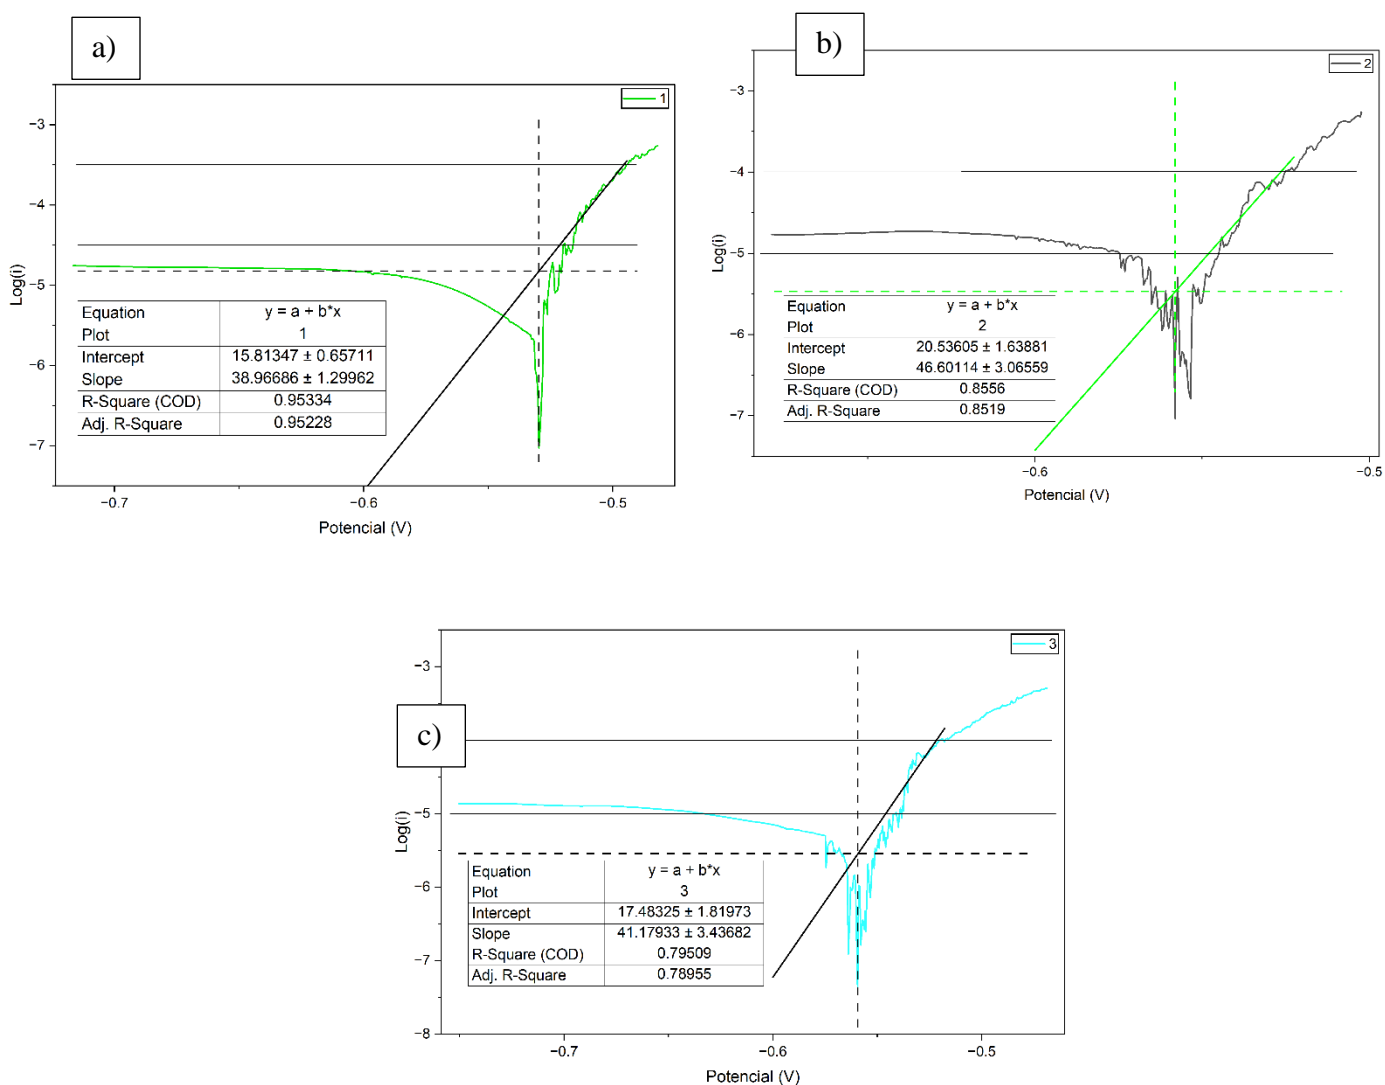 a)
1
−3
−4
−5
−6
−7
Log(i)
Equation y = a + b*x
Plot 1
Intercept 15.81347 ± 0.65711
Slope 38.96686 ± 1.29962
R-Square (COD) 0.95334
Adj. R-Square 0.95228
−0.7 −0.6 −0.5
Potencial (V)
b)
2
−3
−4
−5
−6
−7
Log(i)
Equation y = a + b*x
Plot 2
Intercept 20.53605 ± 1.63881
Slope 46.60114 ± 3.06559
R-Square (COD) 0.8556
Adj. R-Square 0.8519
−0.6 −0.5
Potencial (V)
c)
3
−3
−5
−6
−7
−8
Log(i)
Equation y = a + b*x
Plot 3
Intercept 17.48325 ± 1.81973
Slope 41.17933 ± 3.43682
R-Square (COD) 0.79509
Adj. R-Square 0.78955
−0.7 −0.6 −0.5
Potencial (V)